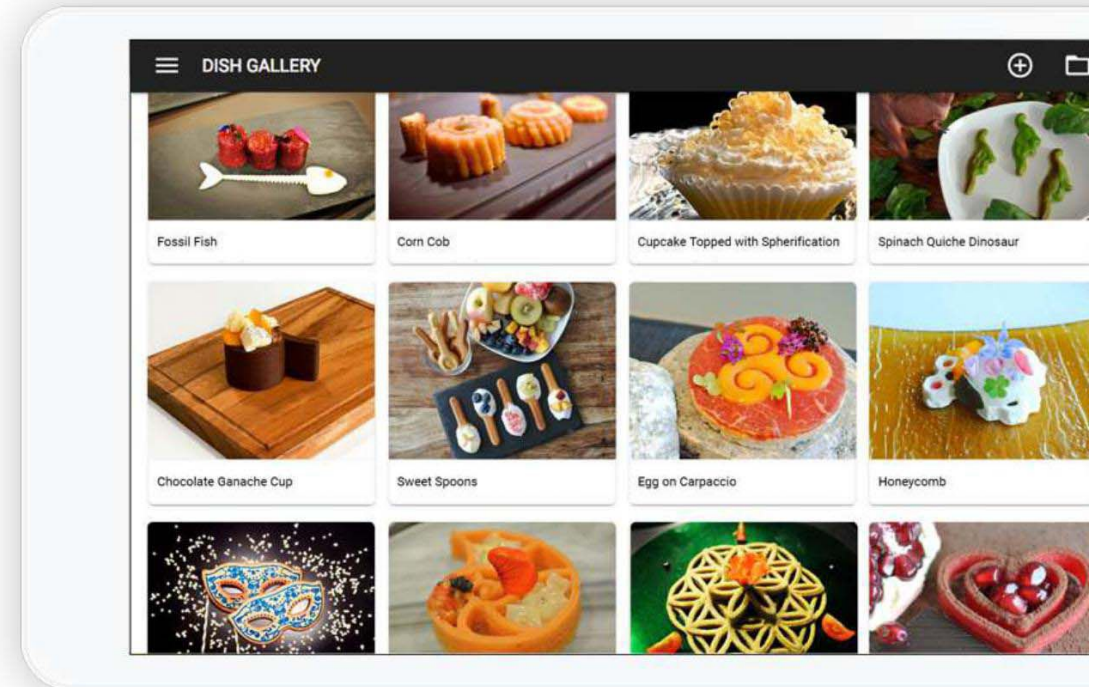 DISH GALLERY
Fossil Fish
Corn Cob
Cupcake Topped with Spherification
Spinach Quiche Dinosaur
Chocolate Ganache Cup
Sweet Spoons
Egg on Carpaccio
Honeycomb